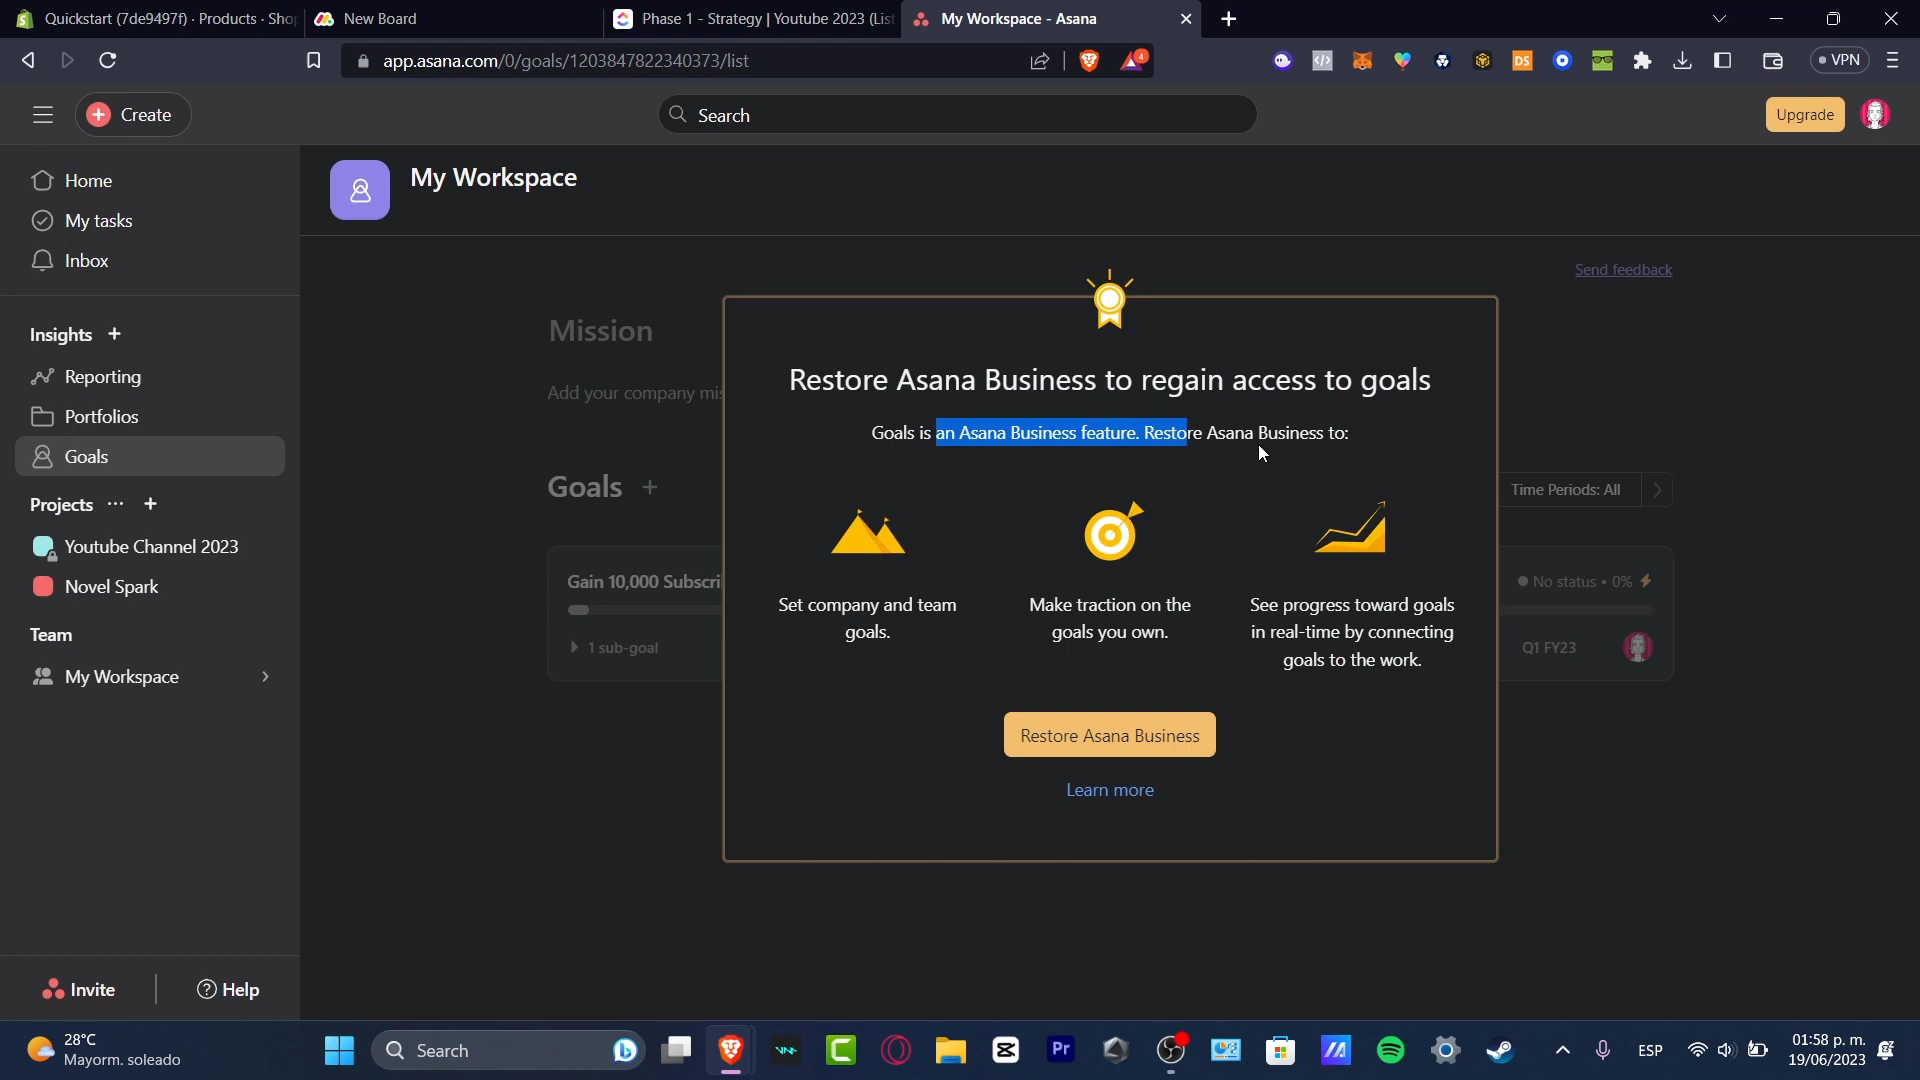 Quickstart (7de9497f) · Products · Sho
New Board
Phase 1 - Strategy | Youtube 2023 (Lis
My Workspace - Asana
app.asana.com/0/goals/1203847822340373/list
4
DS
VPN
Create
Search
Upgrade
Home
My tasks
Inbox
Insights
Reporting
Portfolios
Goals
Projects
Youtube Channel 2023
Novel Spark
Team
My Workspace
Invite
Help
My Workspace
Send feedback
Mission
Add your company mis
Goals
Time Periods: All
Gain 10,000 Subscri
1 sub-goal
No status • 0%
Q1 FY23
Restore Asana Business to regain access to goals
Goals is an Asana Business feature. Restore Asana Business to:
Set company and team
goals.
Make traction on the
goals you own.
See progress toward goals
in real-time by connecting
goals to the work.
Restore Asana Business
Learn more
28°C
Mayorm. soleado
Search
Pr
ESP
01:58 p. m.
19/06/2023